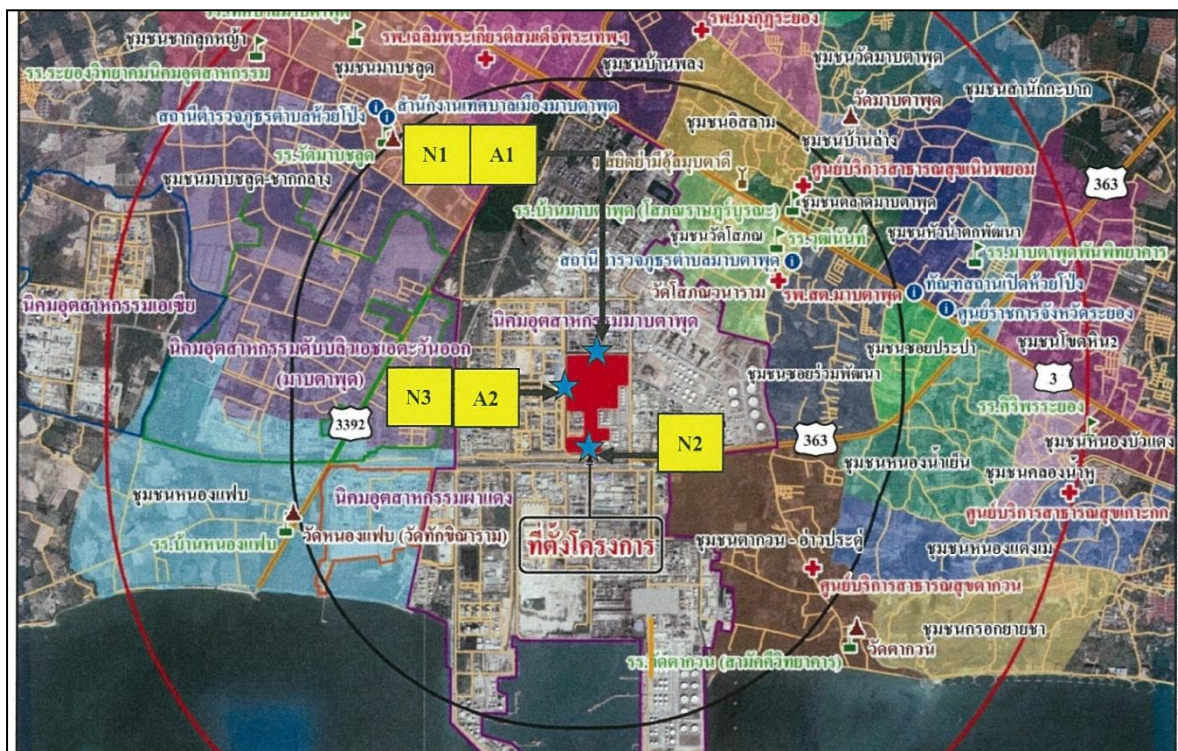 รพ.มงกุฎระยอง
ชุมชนชากลูกหญ้า
รพ.เฉลิมพระเกียรติสมเด็จพระเทพฯ
ชุมชนวัดมาบตาพุด
รร.ระยองวิทยาคมนิคมอุตสาหกรรม
ชุมชนมาบชลูด
ชุมชนบ้านพลง
ชุมชนสำนักกะบาก
สำนักงานเทศบาลเมืองมาบตาพุด
วัดมาบตาพุด
สถานีตำรวจภูธรตำบลห้วยโป่ง
ชุมชนอิสลาม
ชุมชนบ้านล่าง
รร.วัดมาบชลูด
N1
A1
ศูนย์บริการสาธารณสุขเนินพยอม
ชุมชนมาบชลูด-ชากกลาง
363
ชุมชนตลาดมาบตาพุด
รร.บ้านมาบตาพุด (โสภณราษฎร์บูรณะ)
ชุมชนหัวน้ำตกพัฒนา
ชุมชนวัดโสภณ
รร.วุฒินันท์
รร.มาบตาพุดพันพิทยาคาร
สถานีตำรวจภูธรตำบลมาบตาพุด
วัดโสภณวนาราม
รพ.สต.มาบตาพุด
ทัณฑสถานเปิดห้วยโป่ง
นิคมอุตสาหกรรมเอเชีย
ศูนย์ราชการจังหวัดระยอง
นิคมอุตสาหกรรมมาบตาพุด
นิคมอุตสาหกรรมดับบลิวเอชเอตะวันออก
(มาบตาพุด)
ชุมชนซอยประปา
ชุมชนโขดหิน2
ชุมชนซอยร่วมพัฒนา
3
N3
A2
3392
รร.ศิริพรระยอง
363
N2
ชุมชนหนองบัวแดง
ชุมชนหนองน้ำเย็น
ชุมชนคลองน้ำหู
ชุมชนหนองแฟบ
นิคมอุตสาหกรรมผาแดง
ศูนย์บริการสาธารณสุขเกาะกก
วัดหนองแฟบ (วัดทักขิณาราม)
ที่ตั้งโครงการ
ชุมชนตากวน - อ่าวประดู่
รร.บ้านหนองแฟบ
ชุมชนหนองแตงเม
ศูนย์บริการสาธารณสุขตากวน
ชุมชนกรอกยายชา
วัดตากวน
รร.วัดตากวน (สามัคคีวิทยาคาร)